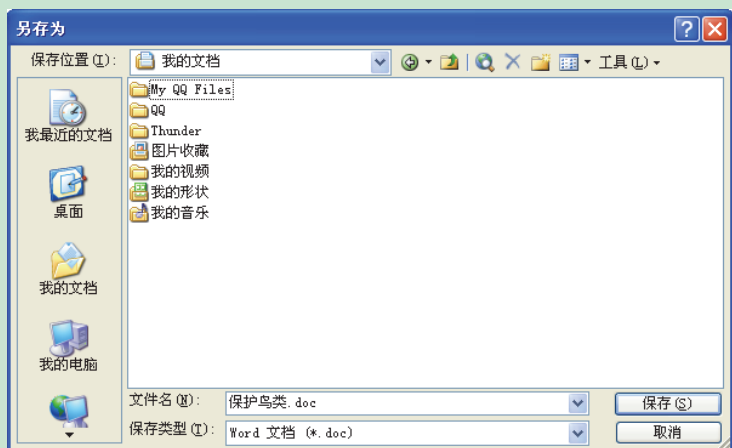 另存为
保存位置(I):
我的文档
工具(L)
我最近的文档
桌面
我的文档
我的电脑
My QQ Files
QQ
Thunder
图片收藏
我的视频
我的形状
我的音乐
文件名(N):
保护鸟类.doc
保存(S)
保存类型(T):
Word 文档 (*.doc)
取消